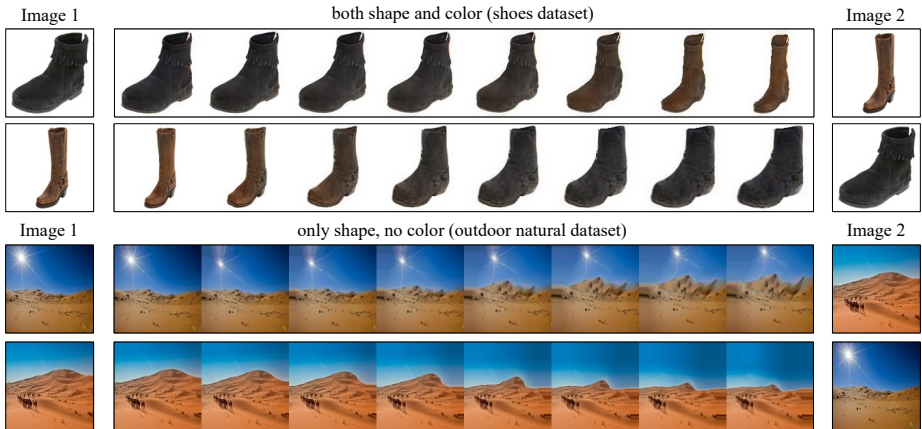 Image 1
both shape and color (shoes dataset)
Image 2
Image 1
only shape, no color (outdoor natural dataset)
Image 2